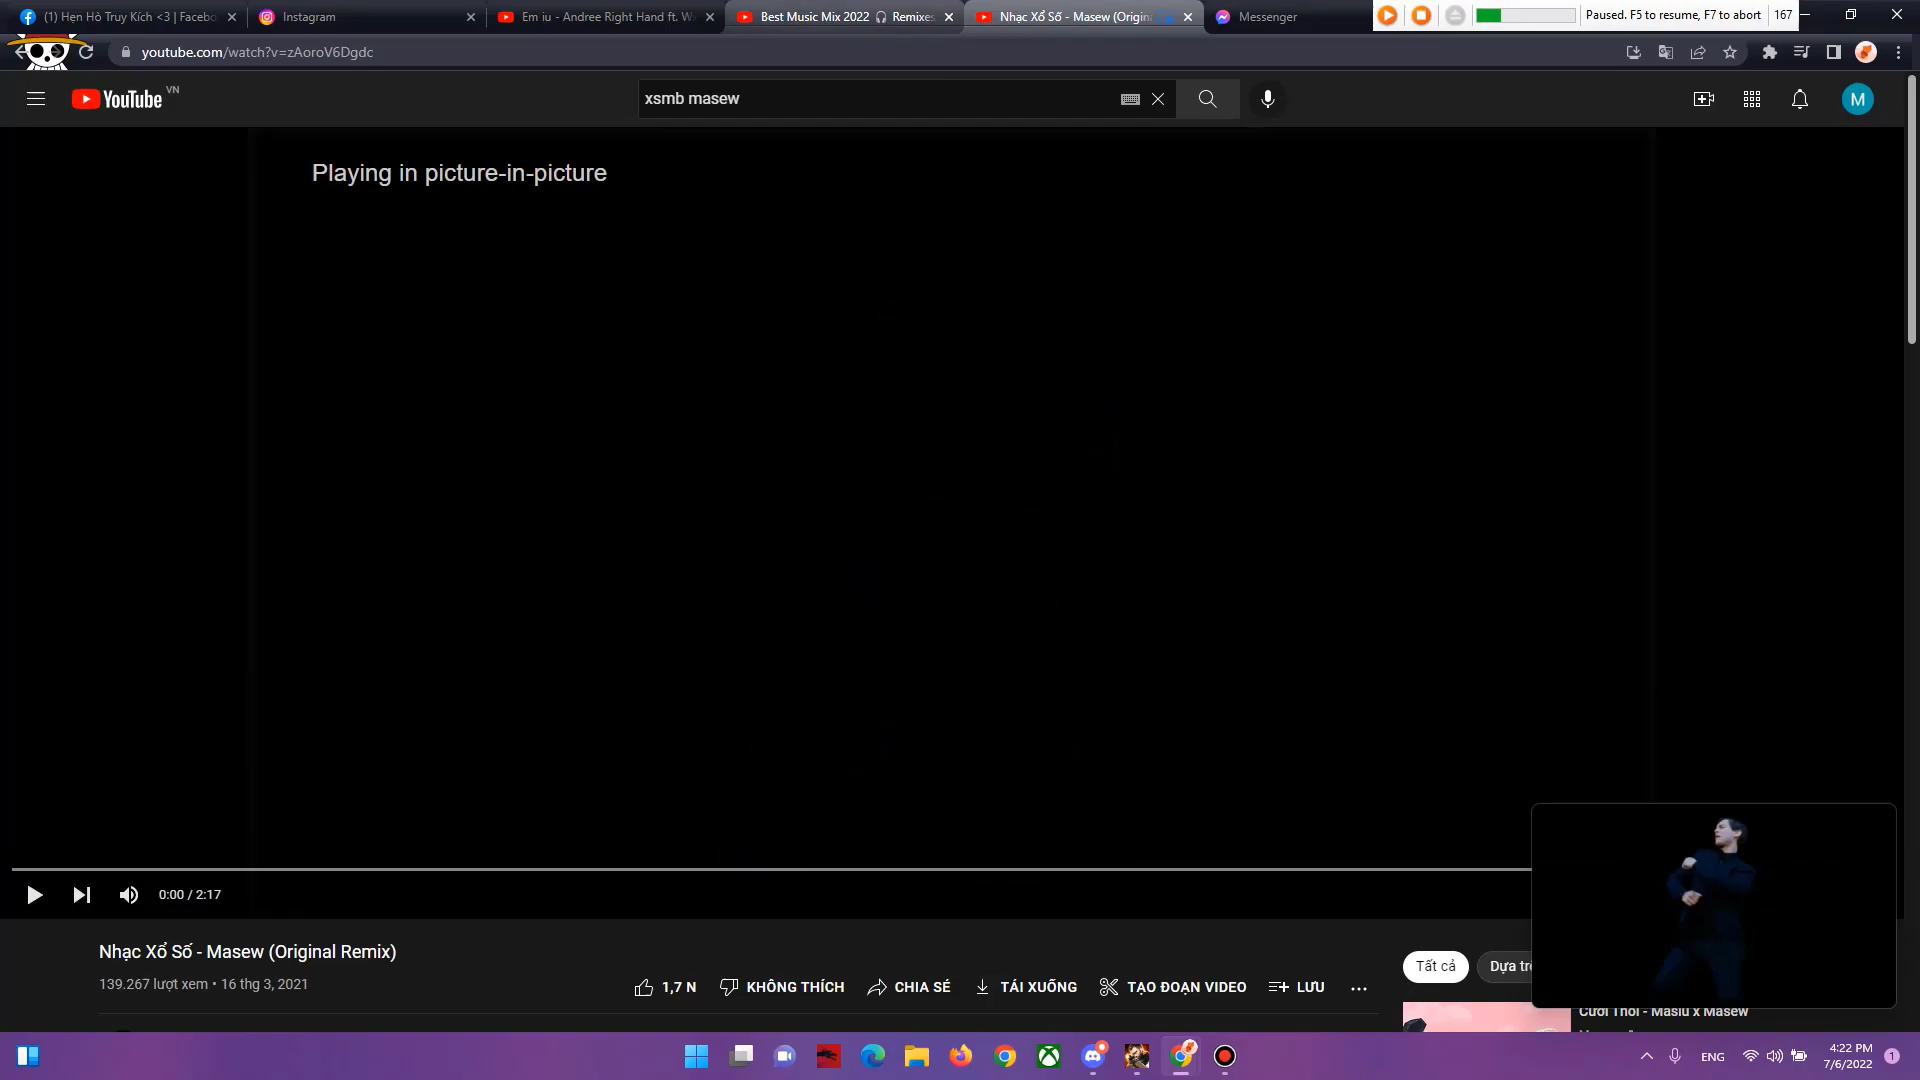 (1) Hẹn Hò Truy Kích <3 | Facebo
Instagram
Em iu - Andree Right Hand ft. W
Best Music Mix 2022 🎧 Remixes
Nhạc Xổ Số - Masew (Origin
Messenger
Paused. F5 to resume, F7 to abort
167
youtube.com/watch?v=zAoroV6Dgdc
YouTube VN
xsmb masew
M
Playing in picture-in-picture
0:00 / 2:17
Nhạc Xổ Số - Masew (Original Remix)
139.267 lượt xem • 16 thg 3, 2021
1,7 N
KHÔNG THÍCH
CHIA SẺ
TẢI XUỐNG
TẠO ĐOẠN VIDEO
LƯU
Tất cả
Dựa trê
Cưới Thôi - Masiu x Masew
ENG
4:22 PM
7/6/2022
1